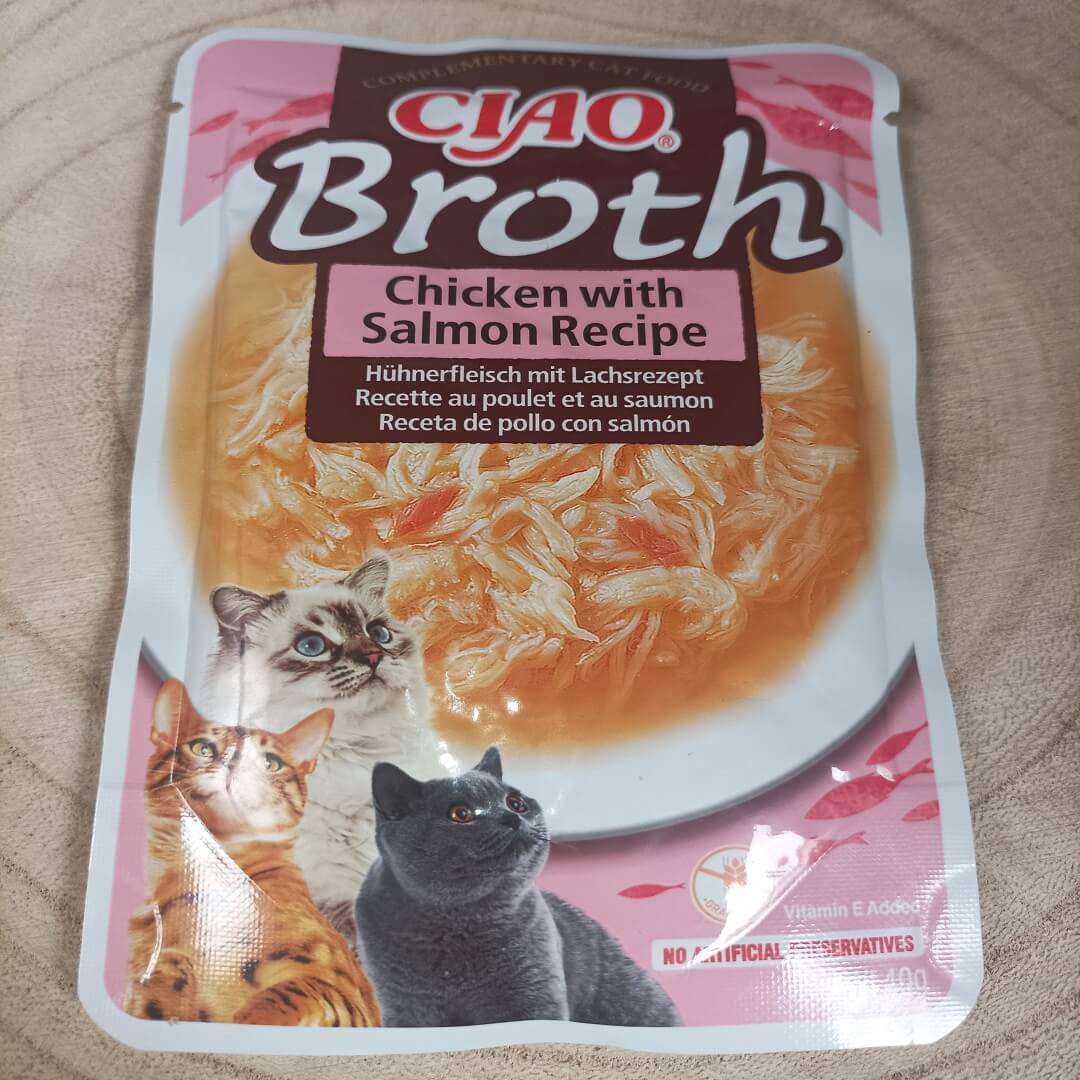 COMPLEMENTARY CAT FOOD
CIAO®
Broth
Chicken with
Salmon Recipe
Hühnerfleisch mit Lachsrezept
Recette au poulet et au saumon
Receta de pollo con salmón
Vitamin E Added
NO ARTIFICIAL PRESERVATIVES
40g